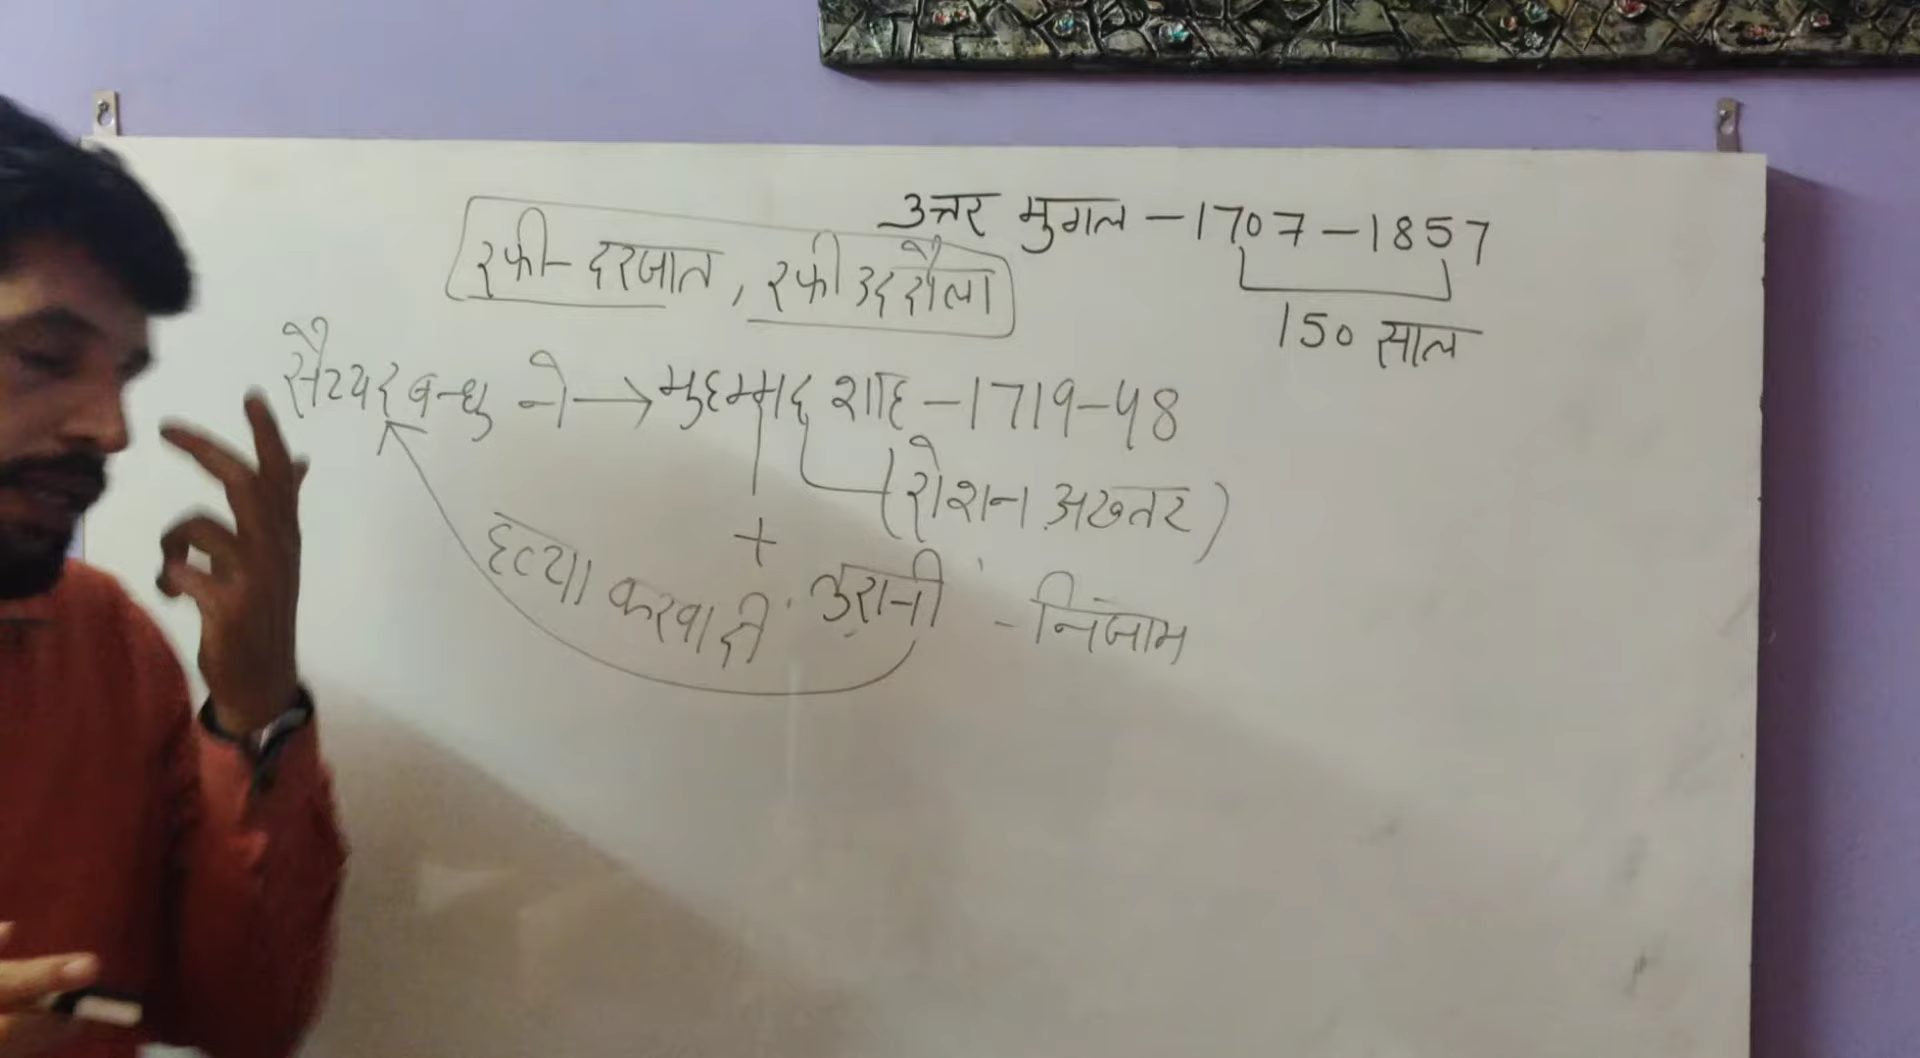 उत्तर मुगल - 1707 - 1857
150 साल
रफी-दरजात, रफी उद दौला
सैय्यद बन्धु ने → मुहम्मद शाह - 1719-48
(रोशन अख्तर)
+
हत्या करवा दी
तुरानी - निजाम